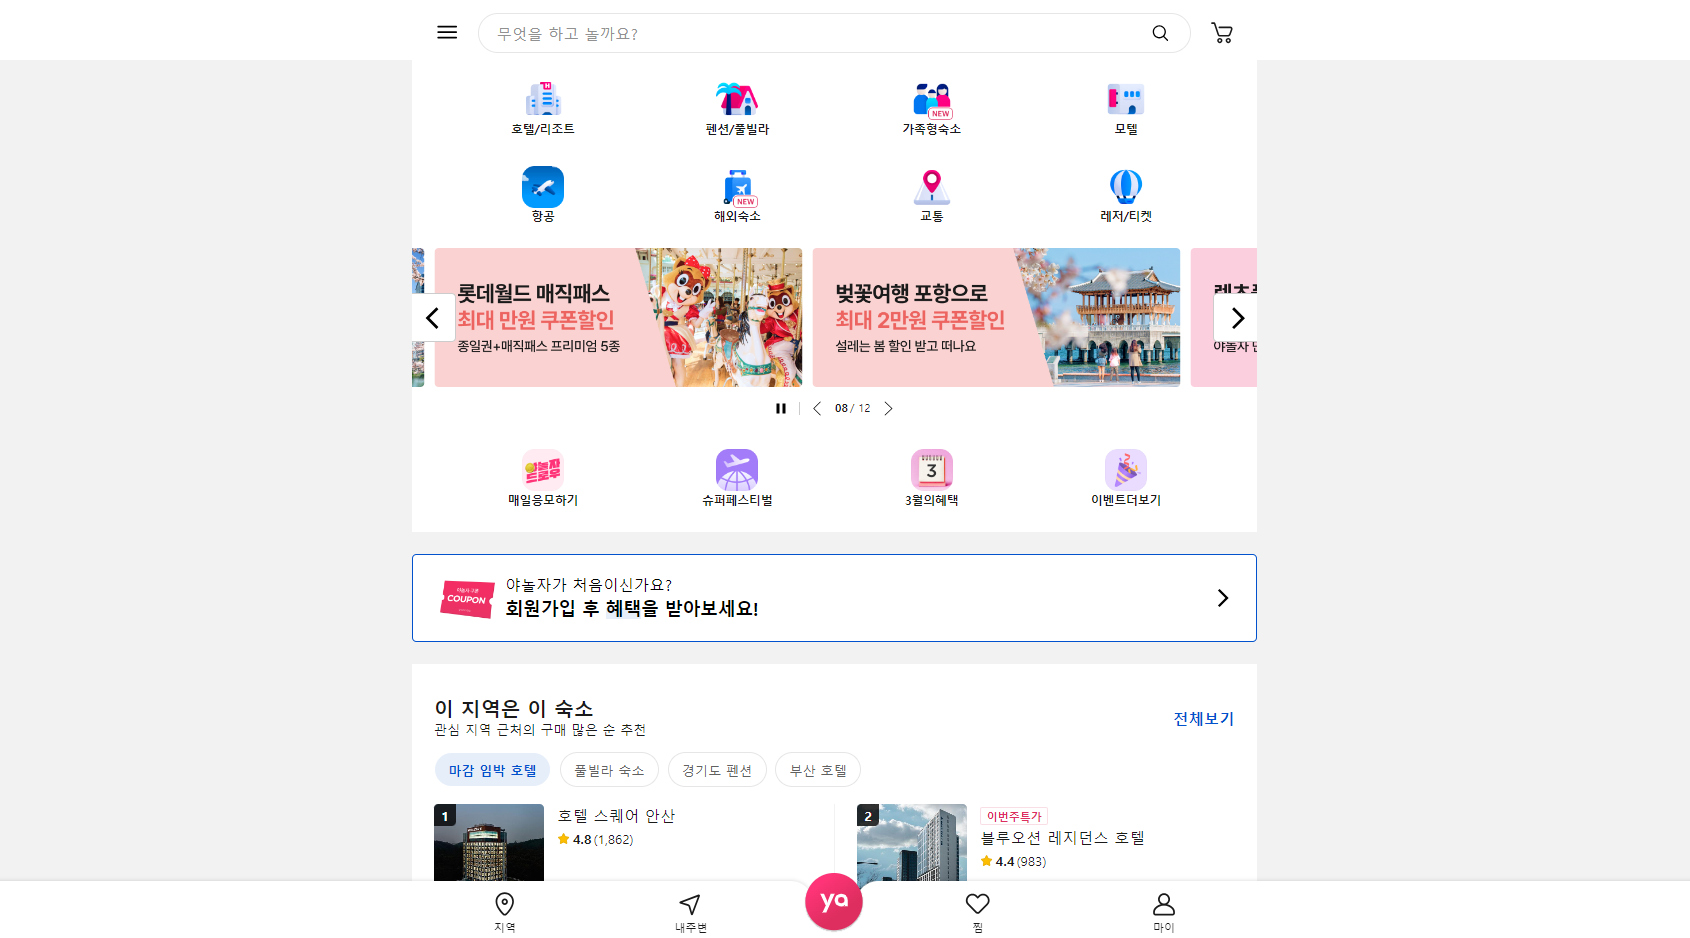 무엇을 하고 놀까요?
호텔/리조트
펜션/풀빌라
NEW
가족형숙소
모텔
항공
NEW
해외숙소
교통
레저/티켓
롯데월드 매직패스
최대 만원 쿠폰할인
종일권+매직패스 프리미엄 5종
벚꽃여행 포항으로
최대 2만원 쿠폰할인
설레는 봄 할인 받고 떠나요
야놀자
08 / 12
야놀자
드로우
매일응모하기
슈퍼페스티벌
3
3월의혜택
이벤트더보기
야놀자 쿠폰
COUPON
야놀자가 처음이신가요?
회원가입 후 혜택을 받아보세요!
이 지역은 이 숙소
관심 지역 근처의 구매 많은 순 추천
전체보기
마감 임박 호텔
풀빌라 숙소
경기도 펜션
부산 호텔
1
호텔 스퀘어 안산
4.8 (1,862)
2
이번주특가
블루오션 레지던스 호텔
4.4 (983)
지역
내주변
ya
찜
마이